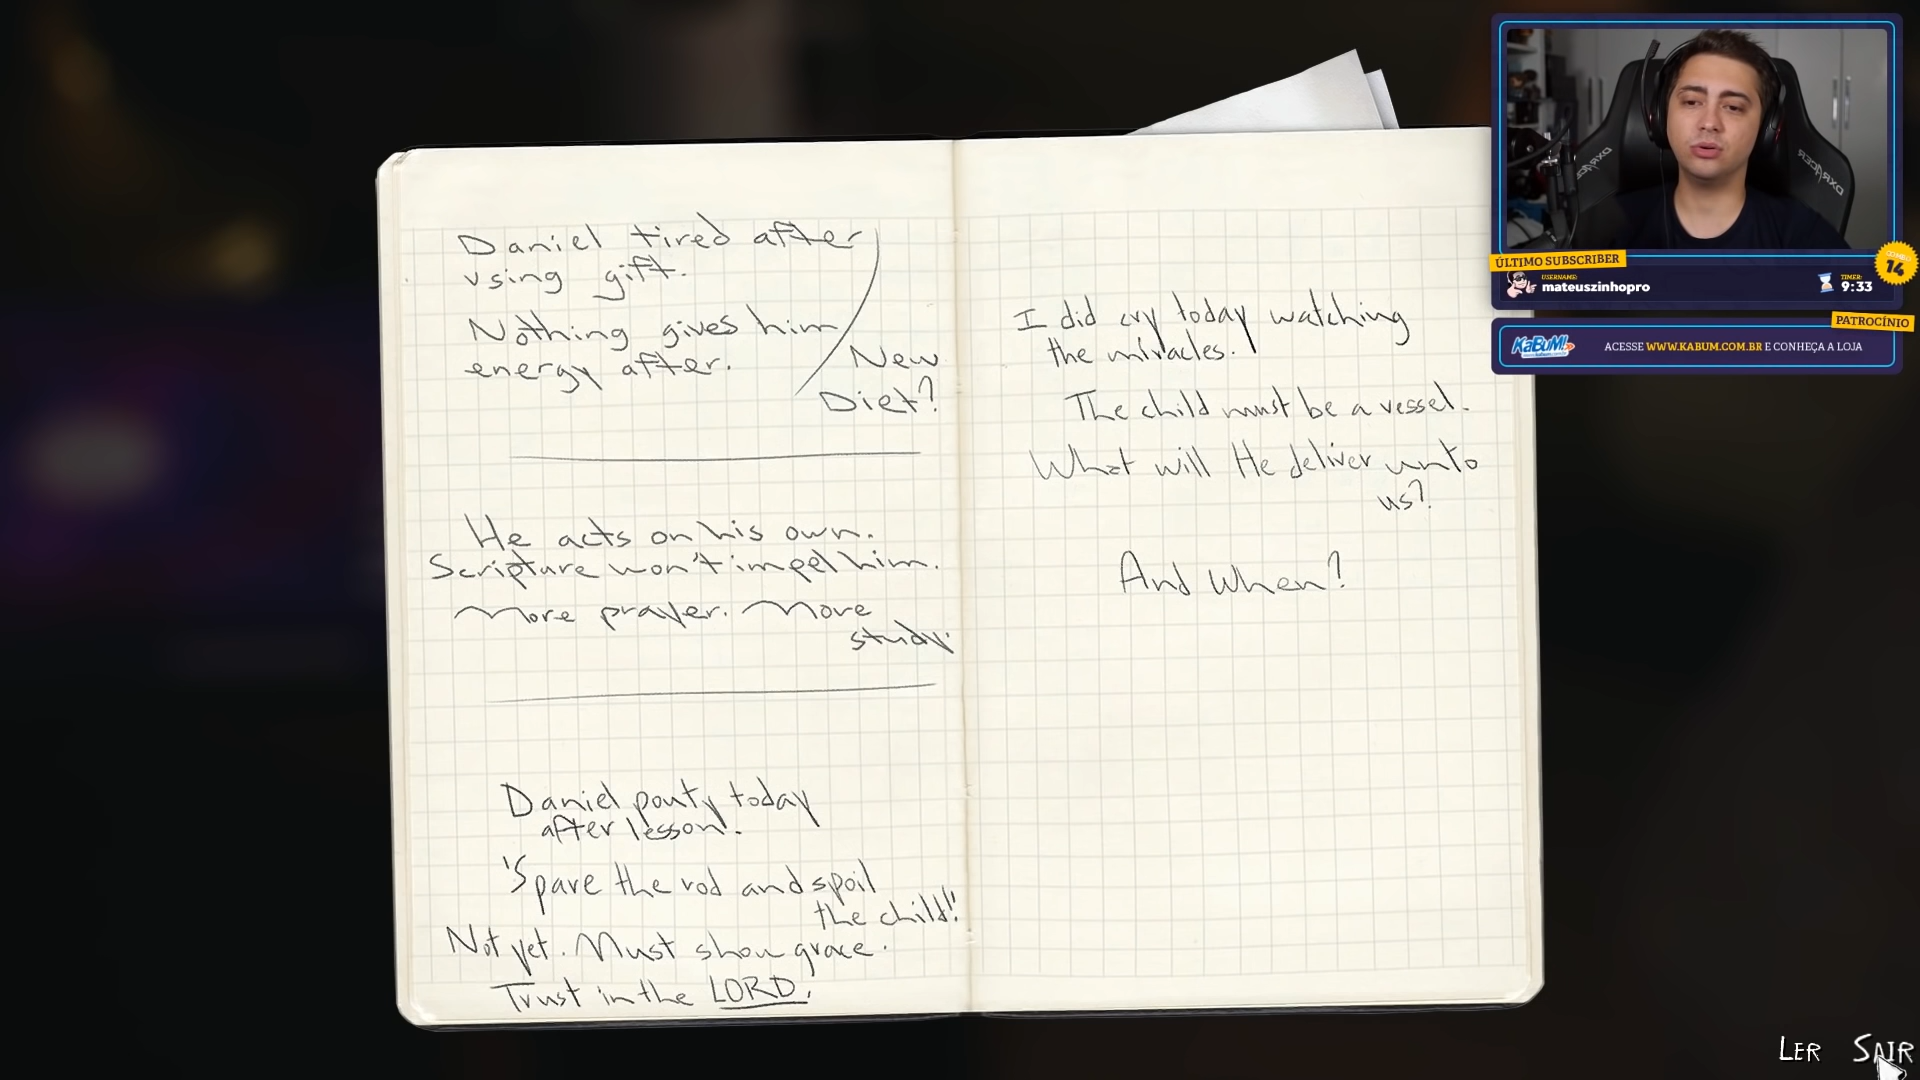 Daniel tired after
using gift.
Nothing gives him
energy after.
New
Diet?
He acts on his own.
Scripture won't impel him.
More prayer. More
study.
Daniel pouty today
after lesson.
'Spare the rod and spoil
the child!'
Not yet. Must show grace.
Trust in the LORD.
I did cry today watching
the miracles.
The child must be a vessel.
What will He deliver unto
us?
And when?
DXRACER
DXRACER
ÚLTIMO SUBSCRIBER
USERNAME:
mateuszinhopro
14
TIMER:
9:33
PATROCÍNIO
KaBuM!
ACESSE WWW.KABUM.COM.BR E CONHEÇA A LOJA
LER SAIR